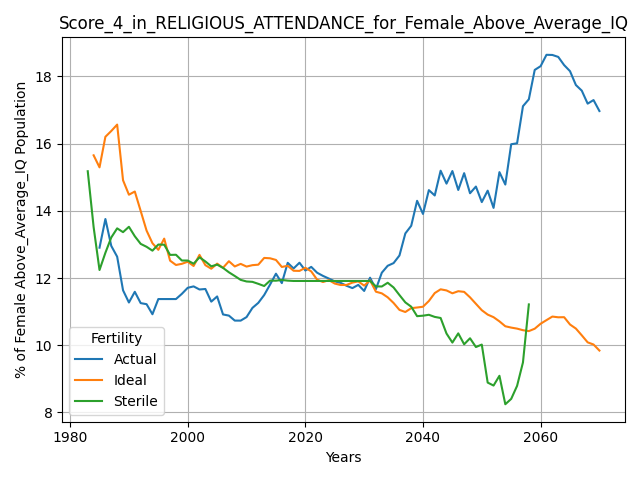 Score_4_in_RELIGIOUS_ATTENDANCE_for_Female_Above_Average_IQ
% of Female Above_Average_IQ Population
18
16
14
12
10
8
Fertility
Actual
Ideal
Sterile
1980 2000 2020 2040 2060
Years